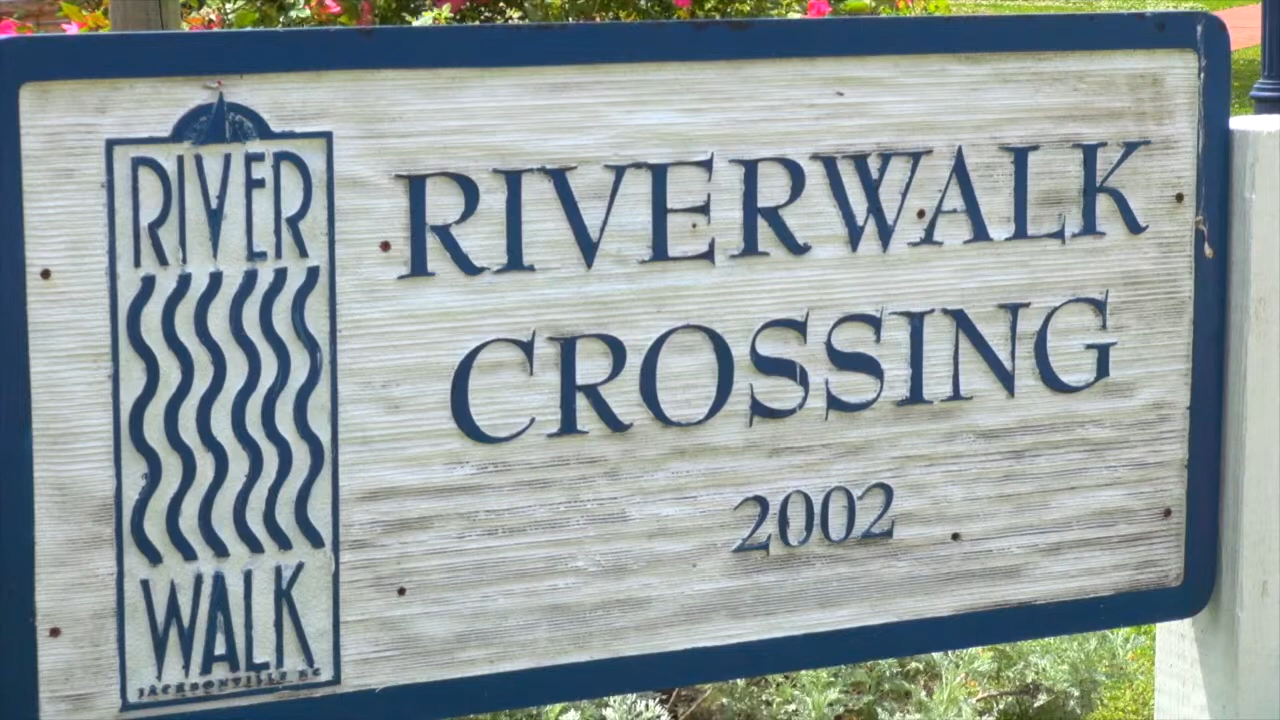 RIVER
WALK
JACKSONVILLE NC
RIVERWALK
CROSSING
2002